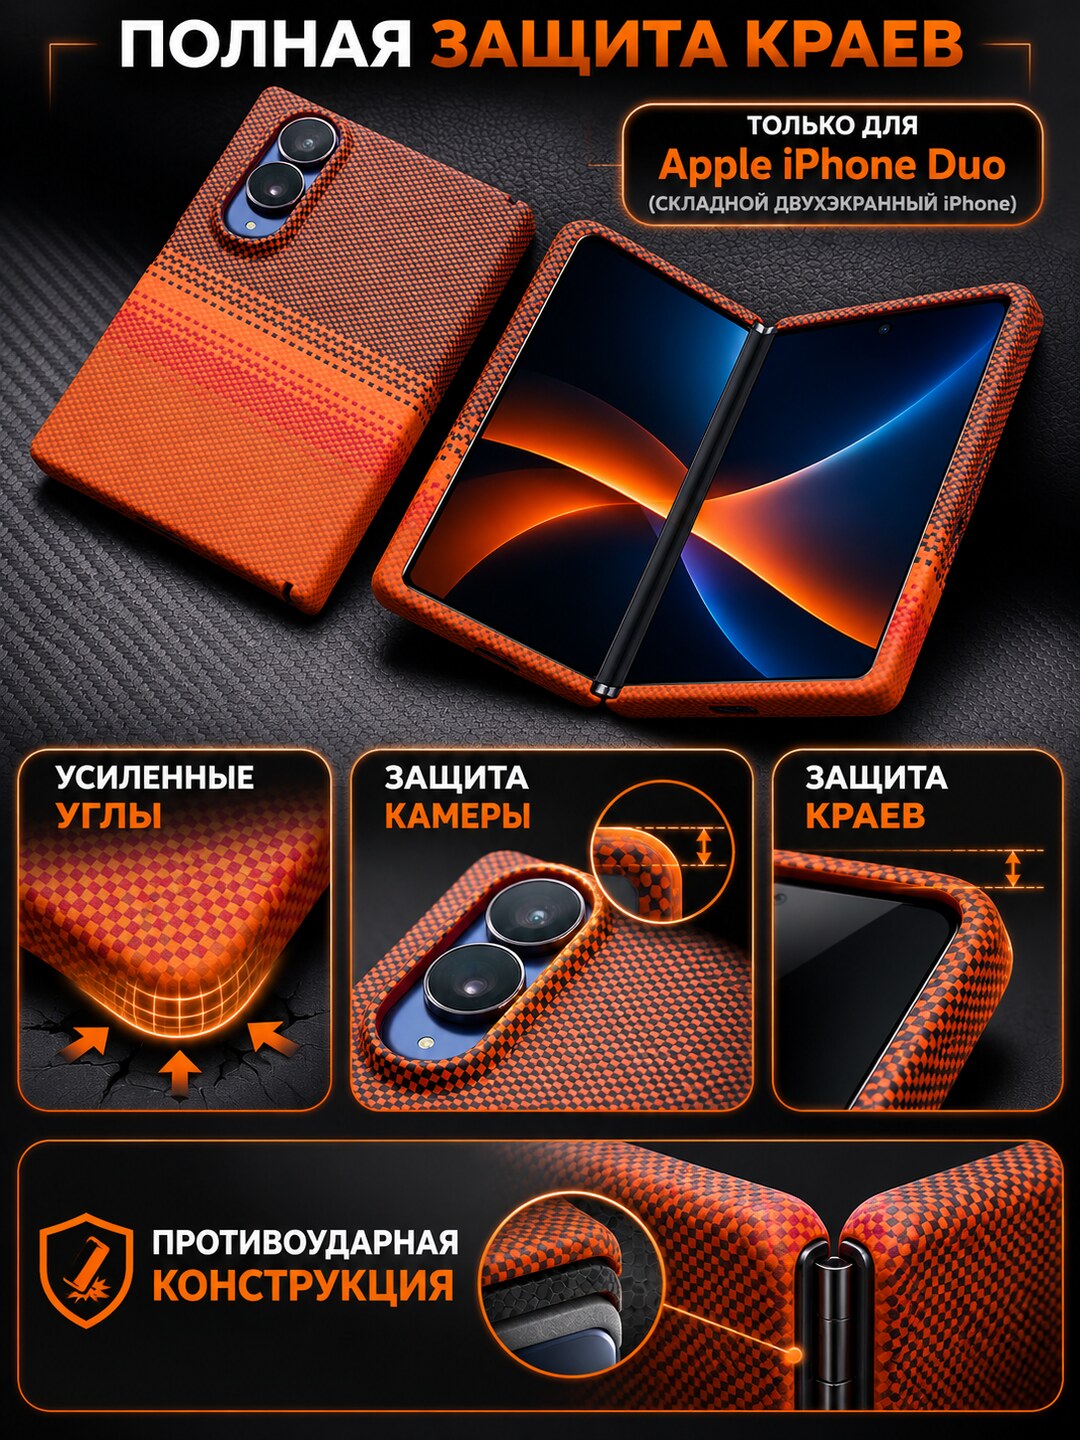 ПОЛНАЯ ЗАЩИТА КРАЕВ
ТОЛЬКО ДЛЯ
Apple iPhone Duo
(СКЛАДНОЙ ДВУХЭКРАННЫЙ iPhone)
УСИЛЕННЫЕ
УГЛЫ
ЗАЩИТА
КАМЕРЫ
ЗАЩИТА
КРАЕВ
ПРОТИВОУДАРНАЯ
КОНСТРУКЦИЯ